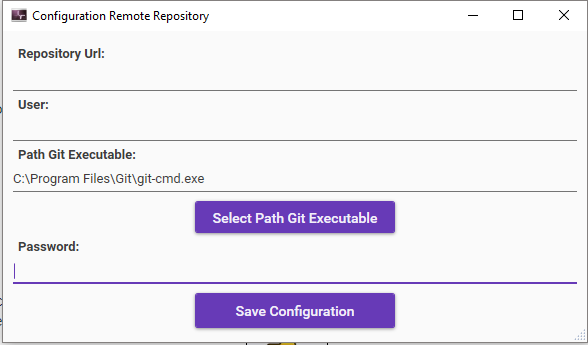 Configuration Remote Repository
Repository Url:
User:
Path Git Executable:
C:\Program Files\Git\git-cmd.exe
Select Path Git Executable
Password:
Save Configuration